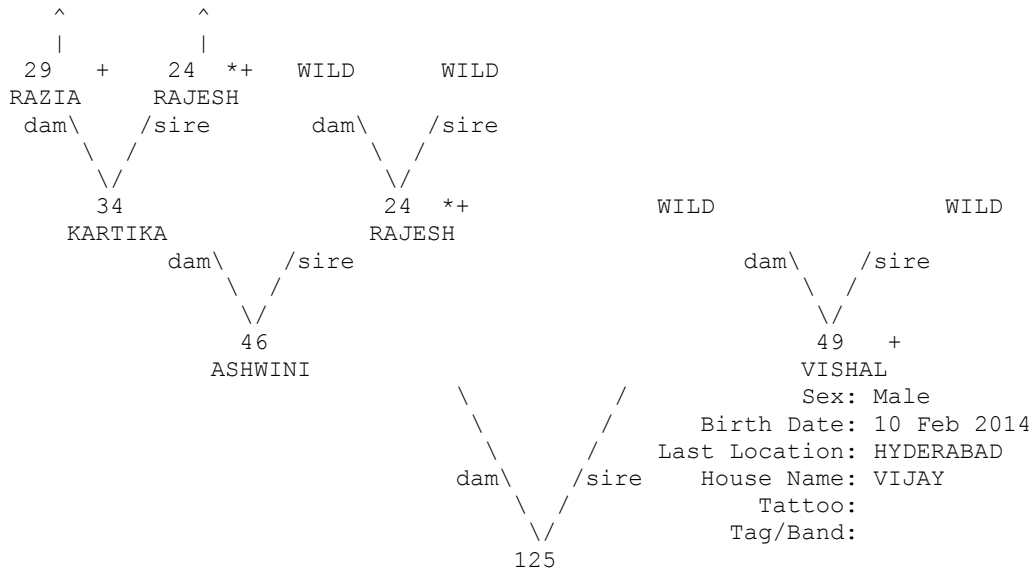 ^ ^
| |
29 + 24 *+ WILD WILD
RAZIA RAJESH
dam\ /sire dam\ /sire
\ / \ /
\/ \/
34 24 *+ WILD WILD
KARTIKA RAJESH
dam\ /sire dam\ /sire
\ / \ /
\/ \/
46 49 +
ASHWINI VISHAL
\ / Sex: Male
\ / Birth Date: 10 Feb 2014
\ / Last Location: HYDERABAD
dam\ /sire House Name: VIJAY
\ / Tattoo:
\/ Tag/Band:
125